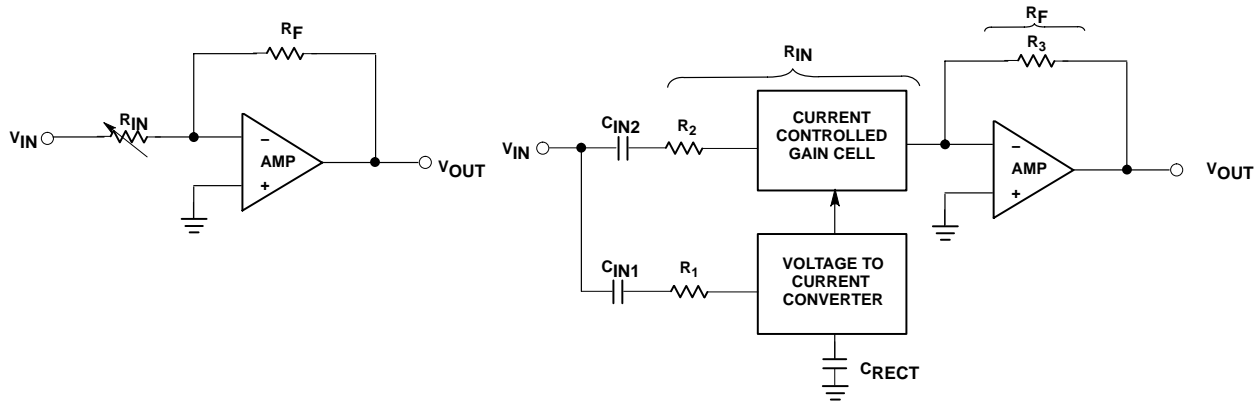 RF
RIN
VIN
−
AMP
+
VOUT
RF
R3
RIN
CIN2
R2
CURRENT
CONTROLLED
GAIN CELL
VIN
−
AMP
+
VOUT
CIN1
R1
VOLTAGE TO
CURRENT
CONVERTER
CRECT